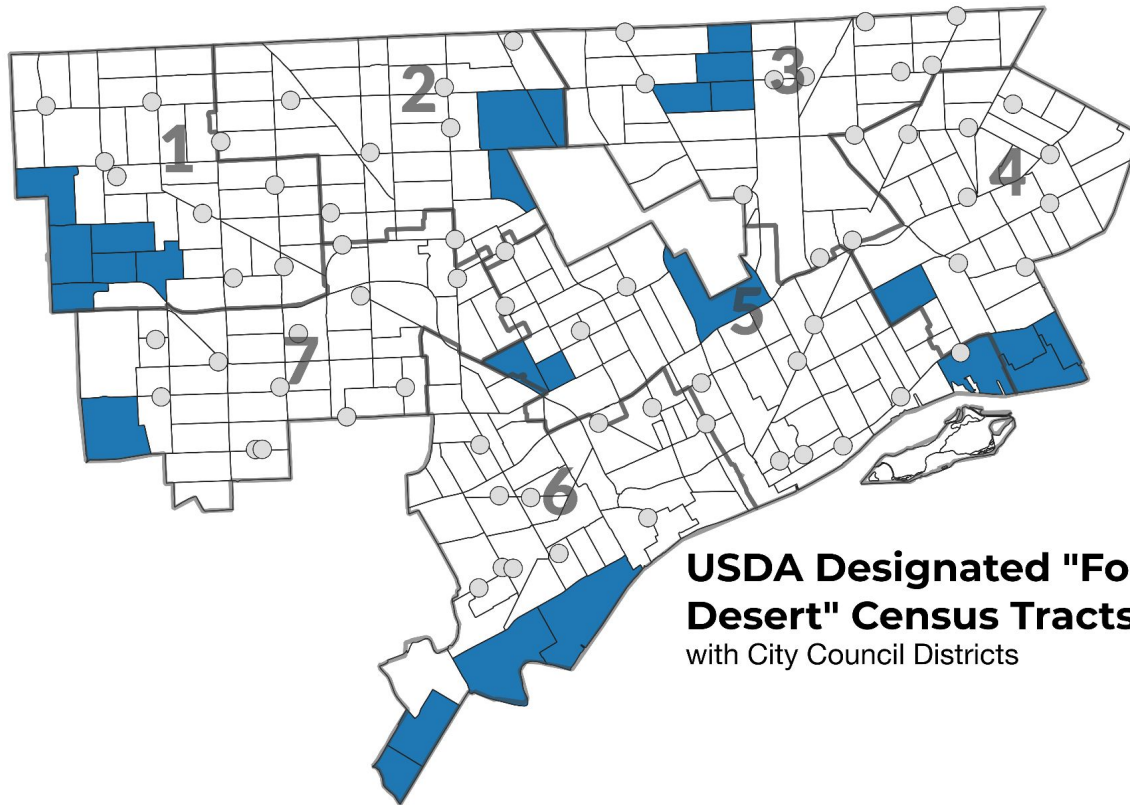 1
2
3
4
5
6
7
USDA Designated "Fo
Desert" Census Tracts
with City Council Districts